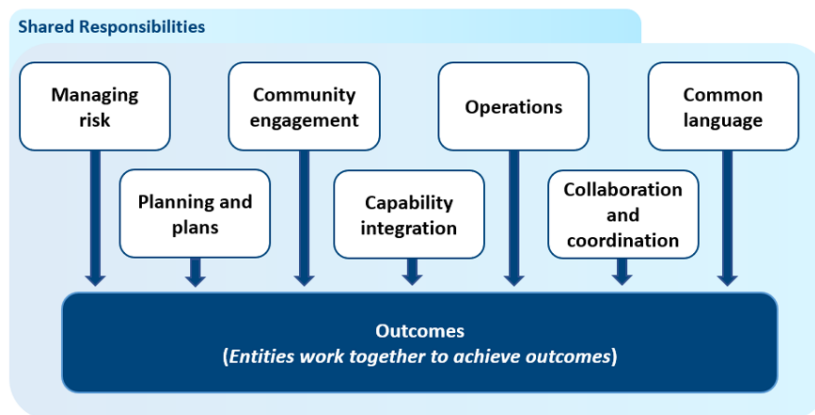 Shared Responsibilities
Managing
risk
Community
engagement
Operations
Common
language
Planning and
plans
Capability
integration
Collaboration
and
coordination
Outcomes
(Entities work together to achieve outcomes)